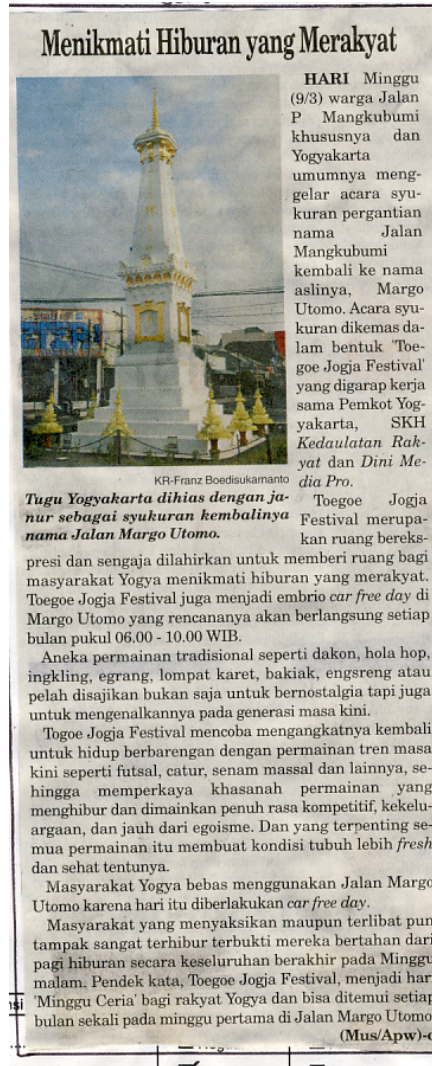 Menikmati Hiburan yang Merakyat
HARI Minggu
(9/3) warga Jalan
P Mangkubumi
khususnya dan
Yogyakarta
umumnya meng-
gelar acara syu-
kuran pergantian
nama Jalan
Mangkubumi
kembali ke nama
aslinya, Margo
Utomo. Acara syu-
kuran dikemas da-
lam bentuk 'Toe-
goe Jogja Festival'
yang digarap kerja
sama Pemkot Yog-
yakarta, SKH
Kedaulatan Rak-
yat dan Dini Me-
dia Pro.
KR-Franz Boedisukarnanto
Tugu Yogyakarta dihias dengan ja-
nur sebagai syukuran kembalinya
nama Jalan Margo Utomo.
Toegoe Jogja
Festival merupa-
kan ruang bereks-
presi dan sengaja dilahirkan untuk memberi ruang bagi
masyarakat Yogya menikmati hiburan yang merakyat.
Toegoe Jogja Festival juga menjadi embrio car free day di
Margo Utomo yang rencananya akan berlangsung setiap
bulan pukul 06.00 - 10.00 WIB.
Aneka permainan tradisional seperti dakon, hola hop,
ingkling, egrang, lompat karet, bakiak, engsreng atau
pelah disajikan bukan saja untuk bernostalgia tapi juga
untuk mengenalkannya pada generasi masa kini.
Togoe Jogja Festival mencoba mengangkatnya kembali
untuk hidup berbarengan dengan permainan tren masa
kini seperti futsal, catur, senam massal dan lainnya, se-
hingga memperkaya khasanah permainan yang
menghibur dan dimainkan penuh rasa kompetitif, kekelu-
argaan, dan jauh dari egoisme. Dan yang terpenting se-
mua permainan itu membuat kondisi tubuh lebih fresh
dan sehat tentunya.
Masyarakat Yogya bebas menggunakan Jalan Margo
Utomo karena hari itu diberlakukan car free day.
Masyarakat yang menyaksikan maupun terlibat pun
tampak sangat terhibur terbukti mereka bertahan dari
pagi hiburan secara keseluruhan berakhir pada Minggu
malam. Pendek kata, Toegoe Jogja Festival, menjadi hari
'Minggu Ceria' bagi rakyat Yogya dan bisa ditemui setiap
bulan sekali pada minggu pertama di Jalan Margo Utomo
(Mus/Apw)-